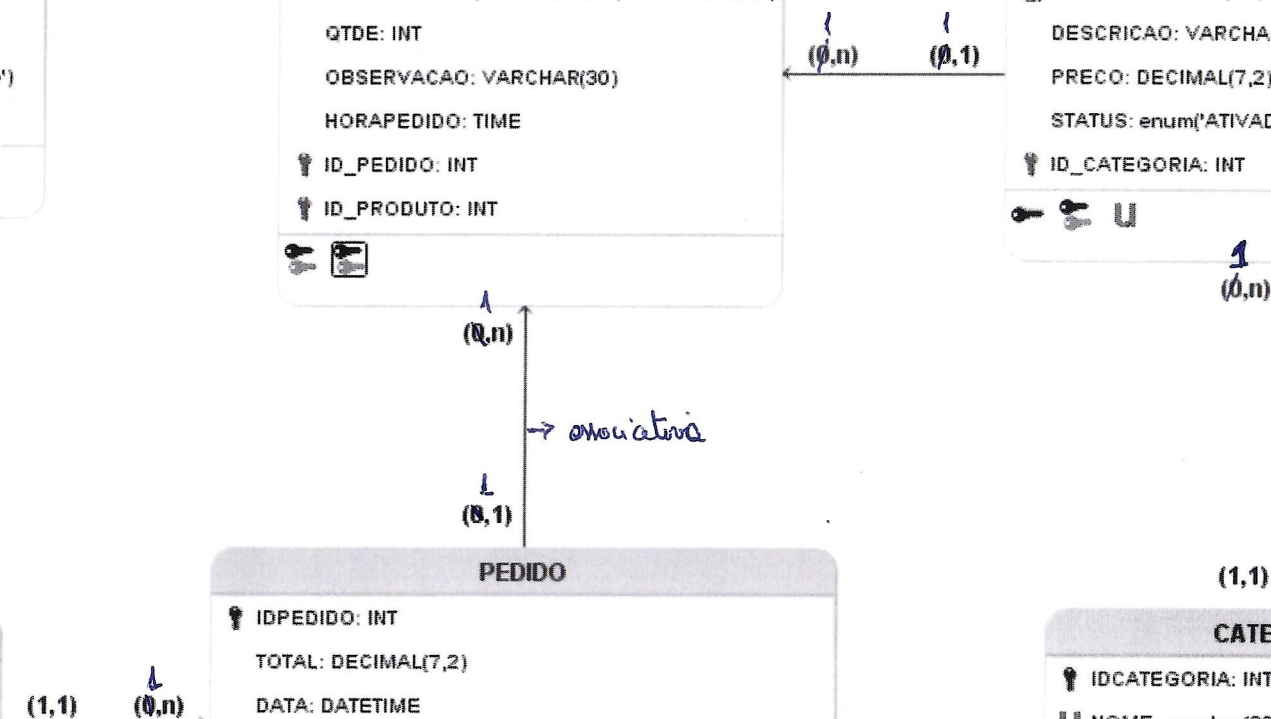 QTDE: INT
OBSERVACAO: VARCHAR(30)
HORAPEDIDO: TIME
ID_PEDIDO: INT
ID_PRODUTO: INT
')
1
(0,n)
1
(0,1)
DESCRICAO: VARCHA
PRECO: DECIMAL(7,2)
STATUS: enum('ATIVAD
ID_CATEGORIA: INT
U
1
(0,n)
1
(0,n)
→ associativa
1
(0,1)
PEDIDO
IDPEDIDO: INT
TOTAL: DECIMAL(7,2)
DATA: DATETIME
(1,1)
1
(0,n)
(1,1)
CATE
IDCATEGORIA: INT